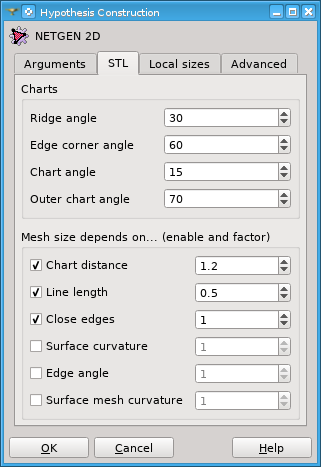 Hypothesis Construction
NETGEN 2D
Arguments STL Local sizes Advanced
Charts
Ridge angle 30
Edge corner angle 60
Chart angle 15
Outer chart angle 70
Mesh size depends on... (enable and factor)
Chart distance 1.2
Line length 0.5
Close edges 1
Surface curvature 1
Edge angle 1
Surface mesh curvature 1
OK Cancel Help